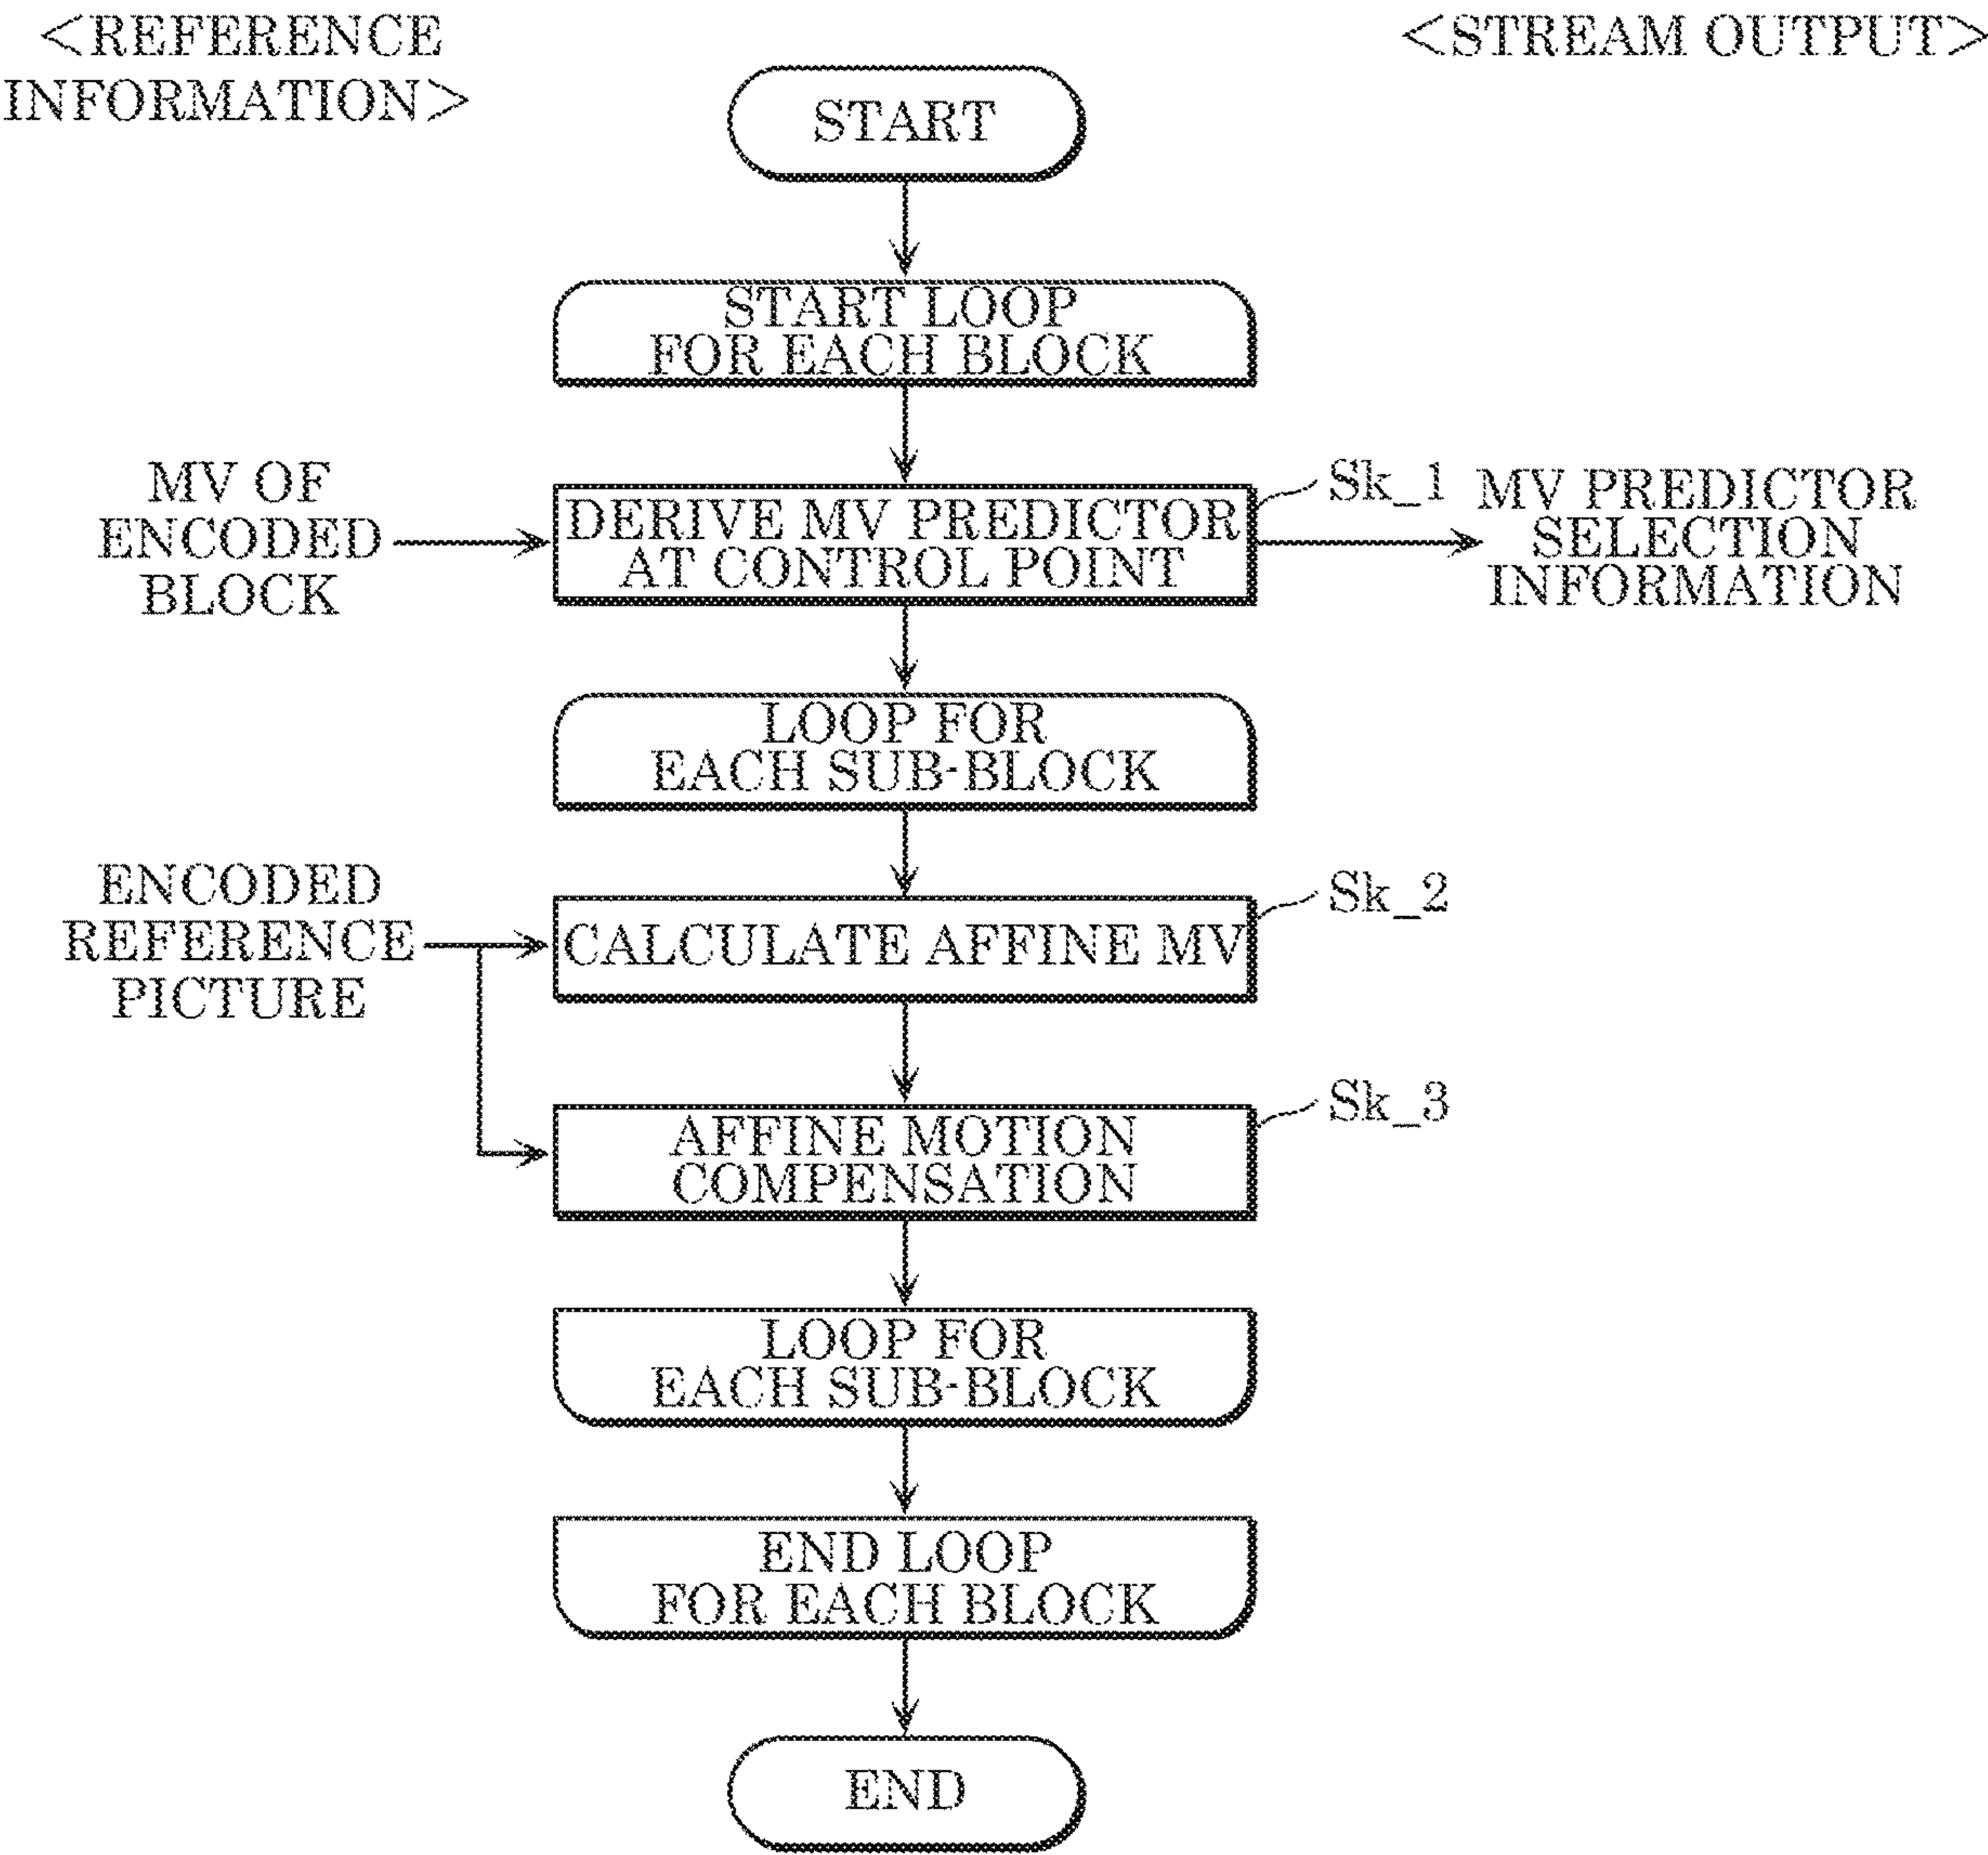 <REFERENCE
INFORMATION>
<STREAM OUTPUT>
START
START LOOP
FOR EACH BLOCK
MV OF
ENCODED
BLOCK
DERIVE MV PREDICTOR
AT CONTROL POINT
Sk_1
MV PREDICTOR
SELECTION
INFORMATION
LOOP FOR
EACH SUB-BLOCK
ENCODED
REFERENCE
PICTURE
CALCULATE AFFINE MV
Sk_2
AFFINE MOTION
COMPENSATION
Sk_3
LOOP FOR
EACH SUB-BLOCK
END LOOP
FOR EACH BLOCK
END